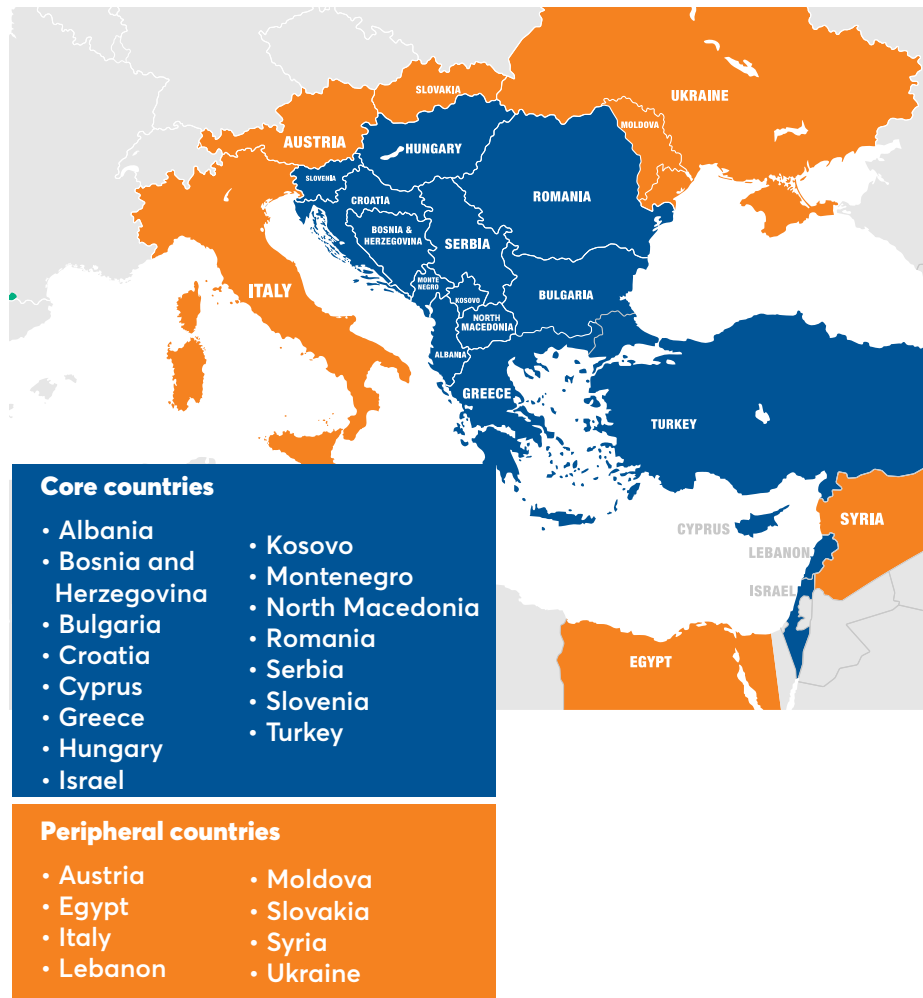 SLOVAKIA
UKRAINE
MOLDOVA
AUSTRIA
HUNGARY
SLOVENIA
CROATIA
ROMANIA
BOSNIA &
HERZEGOVINA
SERBIA
MONTE
NEGRO
ITALY
KOSOVO
BULGARIA
NORTH
MACEDONIA
ALBANIA
GREECE
TURKEY
CYPRUS
SYRIA
LEBANON
ISRAEL
EGYPT
Core countries
• Albania
• Bosnia and
Herzegovina
• Bulgaria
• Croatia
• Cyprus
• Greece
• Hungary
• Israel
• Kosovo
• Montenegro
• North Macedonia
• Romania
• Serbia
• Slovenia
• Turkey
Peripheral countries
• Austria
• Egypt
• Italy
• Lebanon
• Moldova
• Slovakia
• Syria
• Ukraine